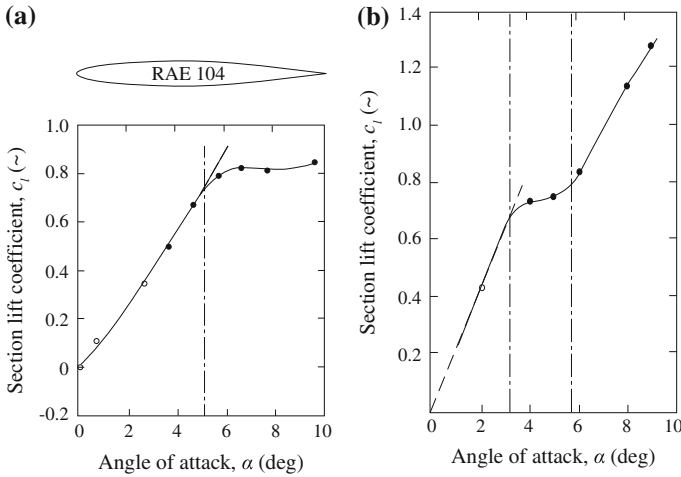 (a)
RAE 104
1.0
0.8
0.6
0.4
0.2
0
-0.2
Section lift coefficient, c_l (~)
0 2 4 6 8 10
Angle of attack, α (deg)
(b)
1.4
1.2
1.0
0.8
0.6
0.4
0.2
Section lift coefficient, c_l (~)
0 2 4 6 8 10
Angle of attack, α (deg)